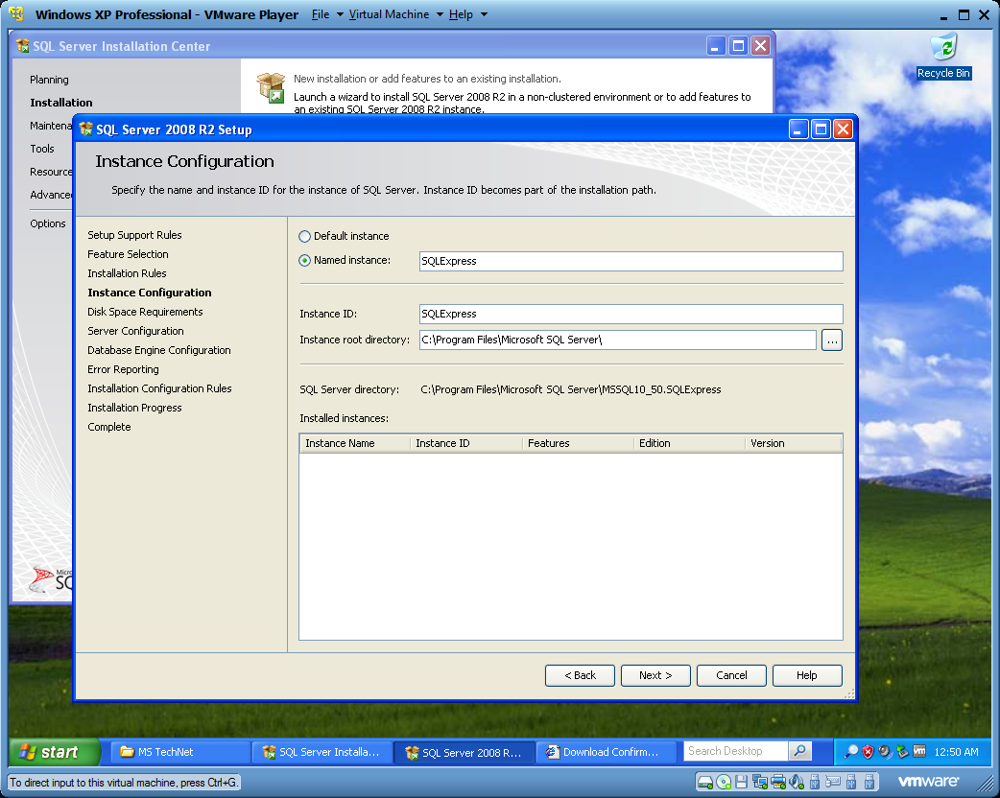 Windows XP Professional - VMware Player File Virtual Machine Help
SQL Server Installation Center
Recycle Bin
Planning
Installation
Maintena
Tools
Resource
Advanced
Options
New installation or add features to an existing installation.
Launch a wizard to install SQL Server 2008 R2 in a non-clustered environment or to add features to
an existing SQL Server 2008 R2 instance.
SQL Server 2008 R2 Setup
Instance Configuration
Specify the name and instance ID for the instance of SQL Server. Instance ID becomes part of the installation path.
Setup Support Rules
Feature Selection
Installation Rules
Instance Configuration
Disk Space Requirements
Server Configuration
Database Engine Configuration
Error Reporting
Installation Configuration Rules
Installation Progress
Complete
Default instance
Named instance: SQLExpress
Instance ID: SQLExpress
Instance root directory: C:\Program Files\Microsoft SQL Server\ ...
SQL Server directory: C:\Program Files\Microsoft SQL Server\MSSQL10_50.SQLExpress
Installed instances:
Instance Name Instance ID Features Edition Version
< Back Next > Cancel Help
Micro
SQ
start MS TechNet SQL Server Installa... SQL Server 2008 R... Download Confirm... Search Desktop vm 12:50 AM
To direct input to this virtual machine, press Ctrl+G. vmware